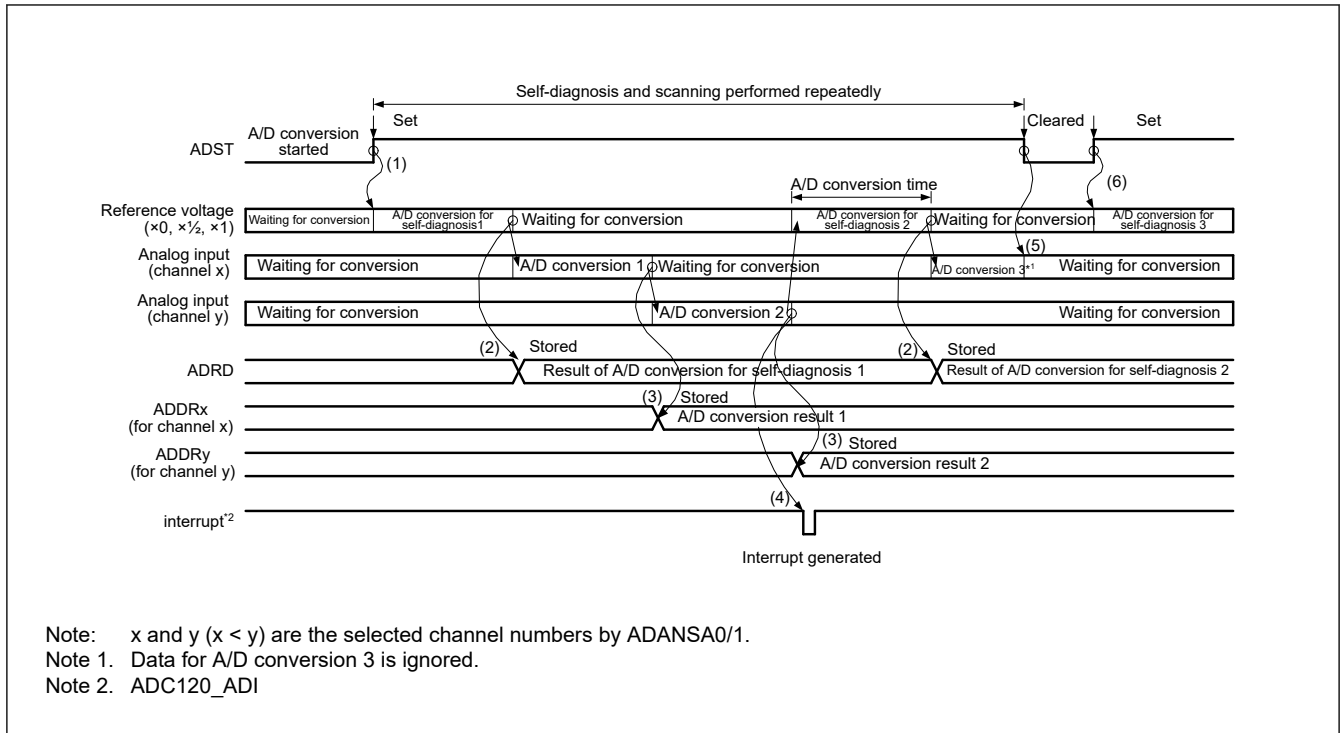 Self-diagnosis and scanning performed repeatedly
A/D conversion
started
Set
Cleared
Set
ADST
(1)
(6)
A/D conversion time
Reference voltage
(×0, ×½, ×1)
Waiting for conversion
A/D conversion for
self-diagnosis1
Waiting for conversion
A/D conversion for
self-diagnosis 2
Waiting for conversion
A/D conversion for
self-diagnosis 3
(5)
Analog input
(channel x)
Waiting for conversion
A/D conversion 1
Waiting for conversion
A/D conversion 3*1
Waiting for conversion
Analog input
(channel y)
Waiting for conversion
A/D conversion 2
Waiting for conversion
(2) Stored
(2) Stored
ADRD
Result of A/D conversion for self-diagnosis 1
Result of A/D conversion for self-diagnosis 2
(3) Stored
ADDRx
(for channel x)
A/D conversion result 1
(3) Stored
ADDRy
(for channel y)
A/D conversion result 2
(4)
interrupt*2
Interrupt generated
Note: x and y (x < y) are the selected channel numbers by ADANSA0/1.
Note 1. Data for A/D conversion 3 is ignored.
Note 2. ADC120_ADI